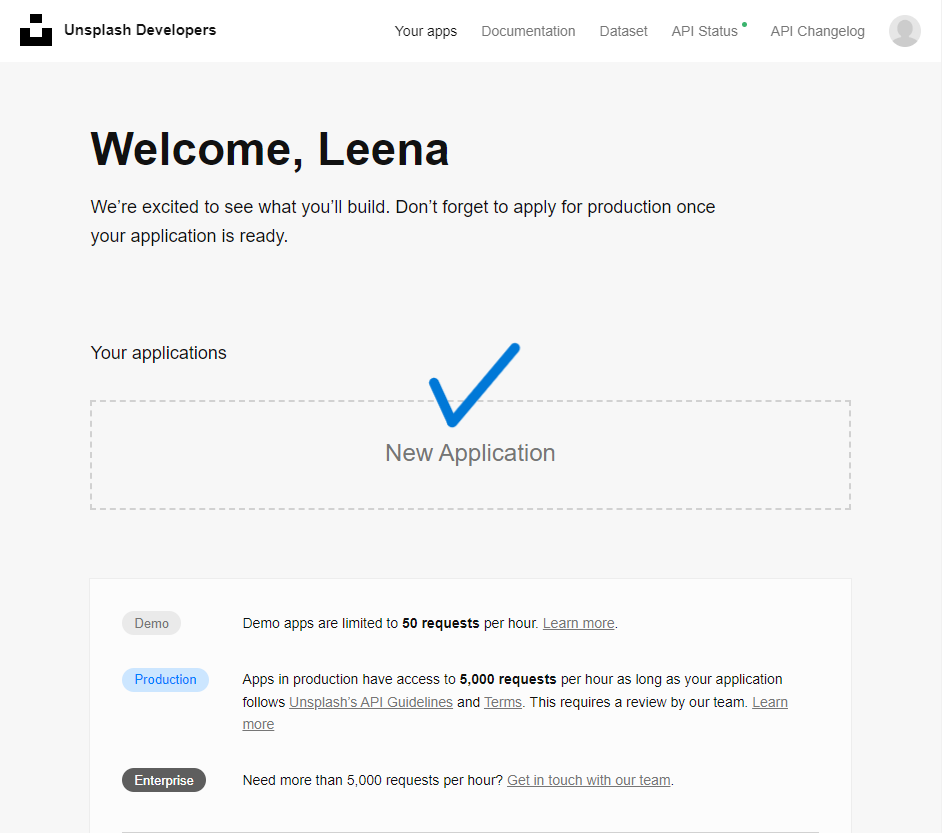 Unsplash Developers
Your apps
Documentation
Dataset
API Status
API Changelog
Welcome, Leena
We’re excited to see what you’ll build. Don’t forget to apply for production once
your application is ready.
Your applications
New Application
Demo
Demo apps are limited to 50 requests per hour. Learn more.
Production
Apps in production have access to 5,000 requests per hour as long as your application
follows Unsplash’s API Guidelines and Terms. This requires a review by our team. Learn
more
Enterprise
Need more than 5,000 requests per hour? Get in touch with our team.